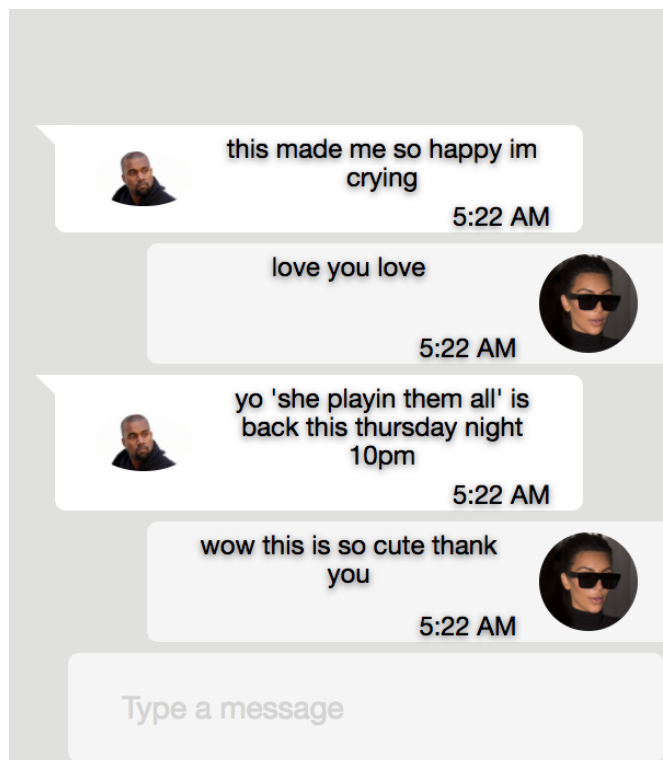 this made me so happy im
crying
5:22 AM
love you love
5:22 AM
yo 'she playin them all' is
back this thursday night
10pm
5:22 AM
wow this is so cute thank
you
5:22 AM
Type a message